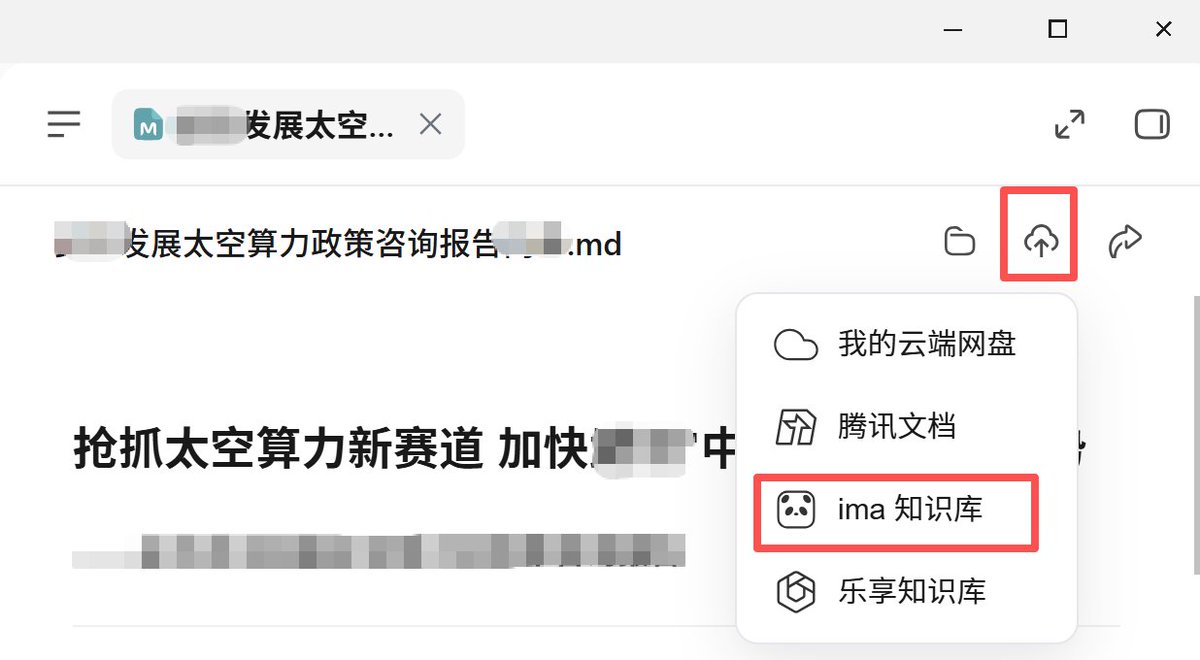 M 发展太空...
发展太空算力政策咨询报告 .md
我的云端网盘
腾讯文档
ima 知识库
乐享知识库
抢抓太空算力新赛道 加快 中